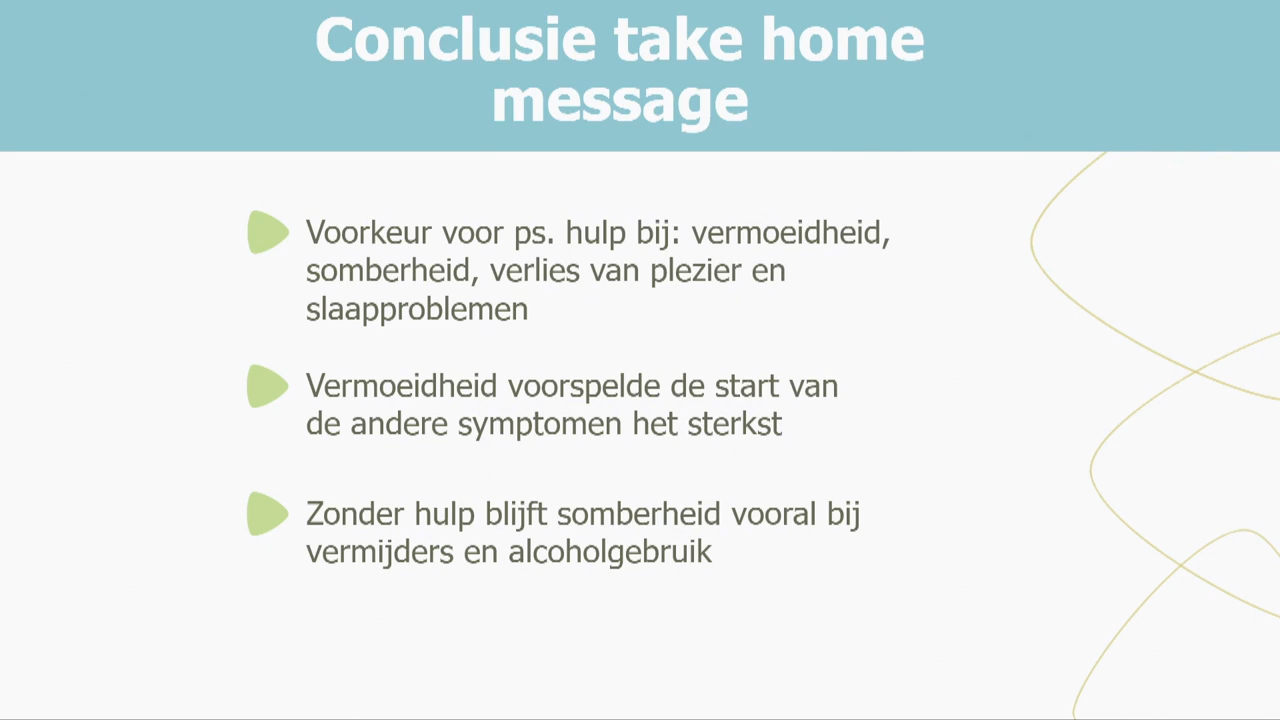 Conclusie take home
message
Voorkeur voor ps. hulp bij: vermoeidheid,
somberheid, verlies van plezier en
slaapproblemen
Vermoeidheid voorspelde de start van
de andere symptomen het sterkst
Zonder hulp blijft somberheid vooral bij
vermijders en alcoholgebruik